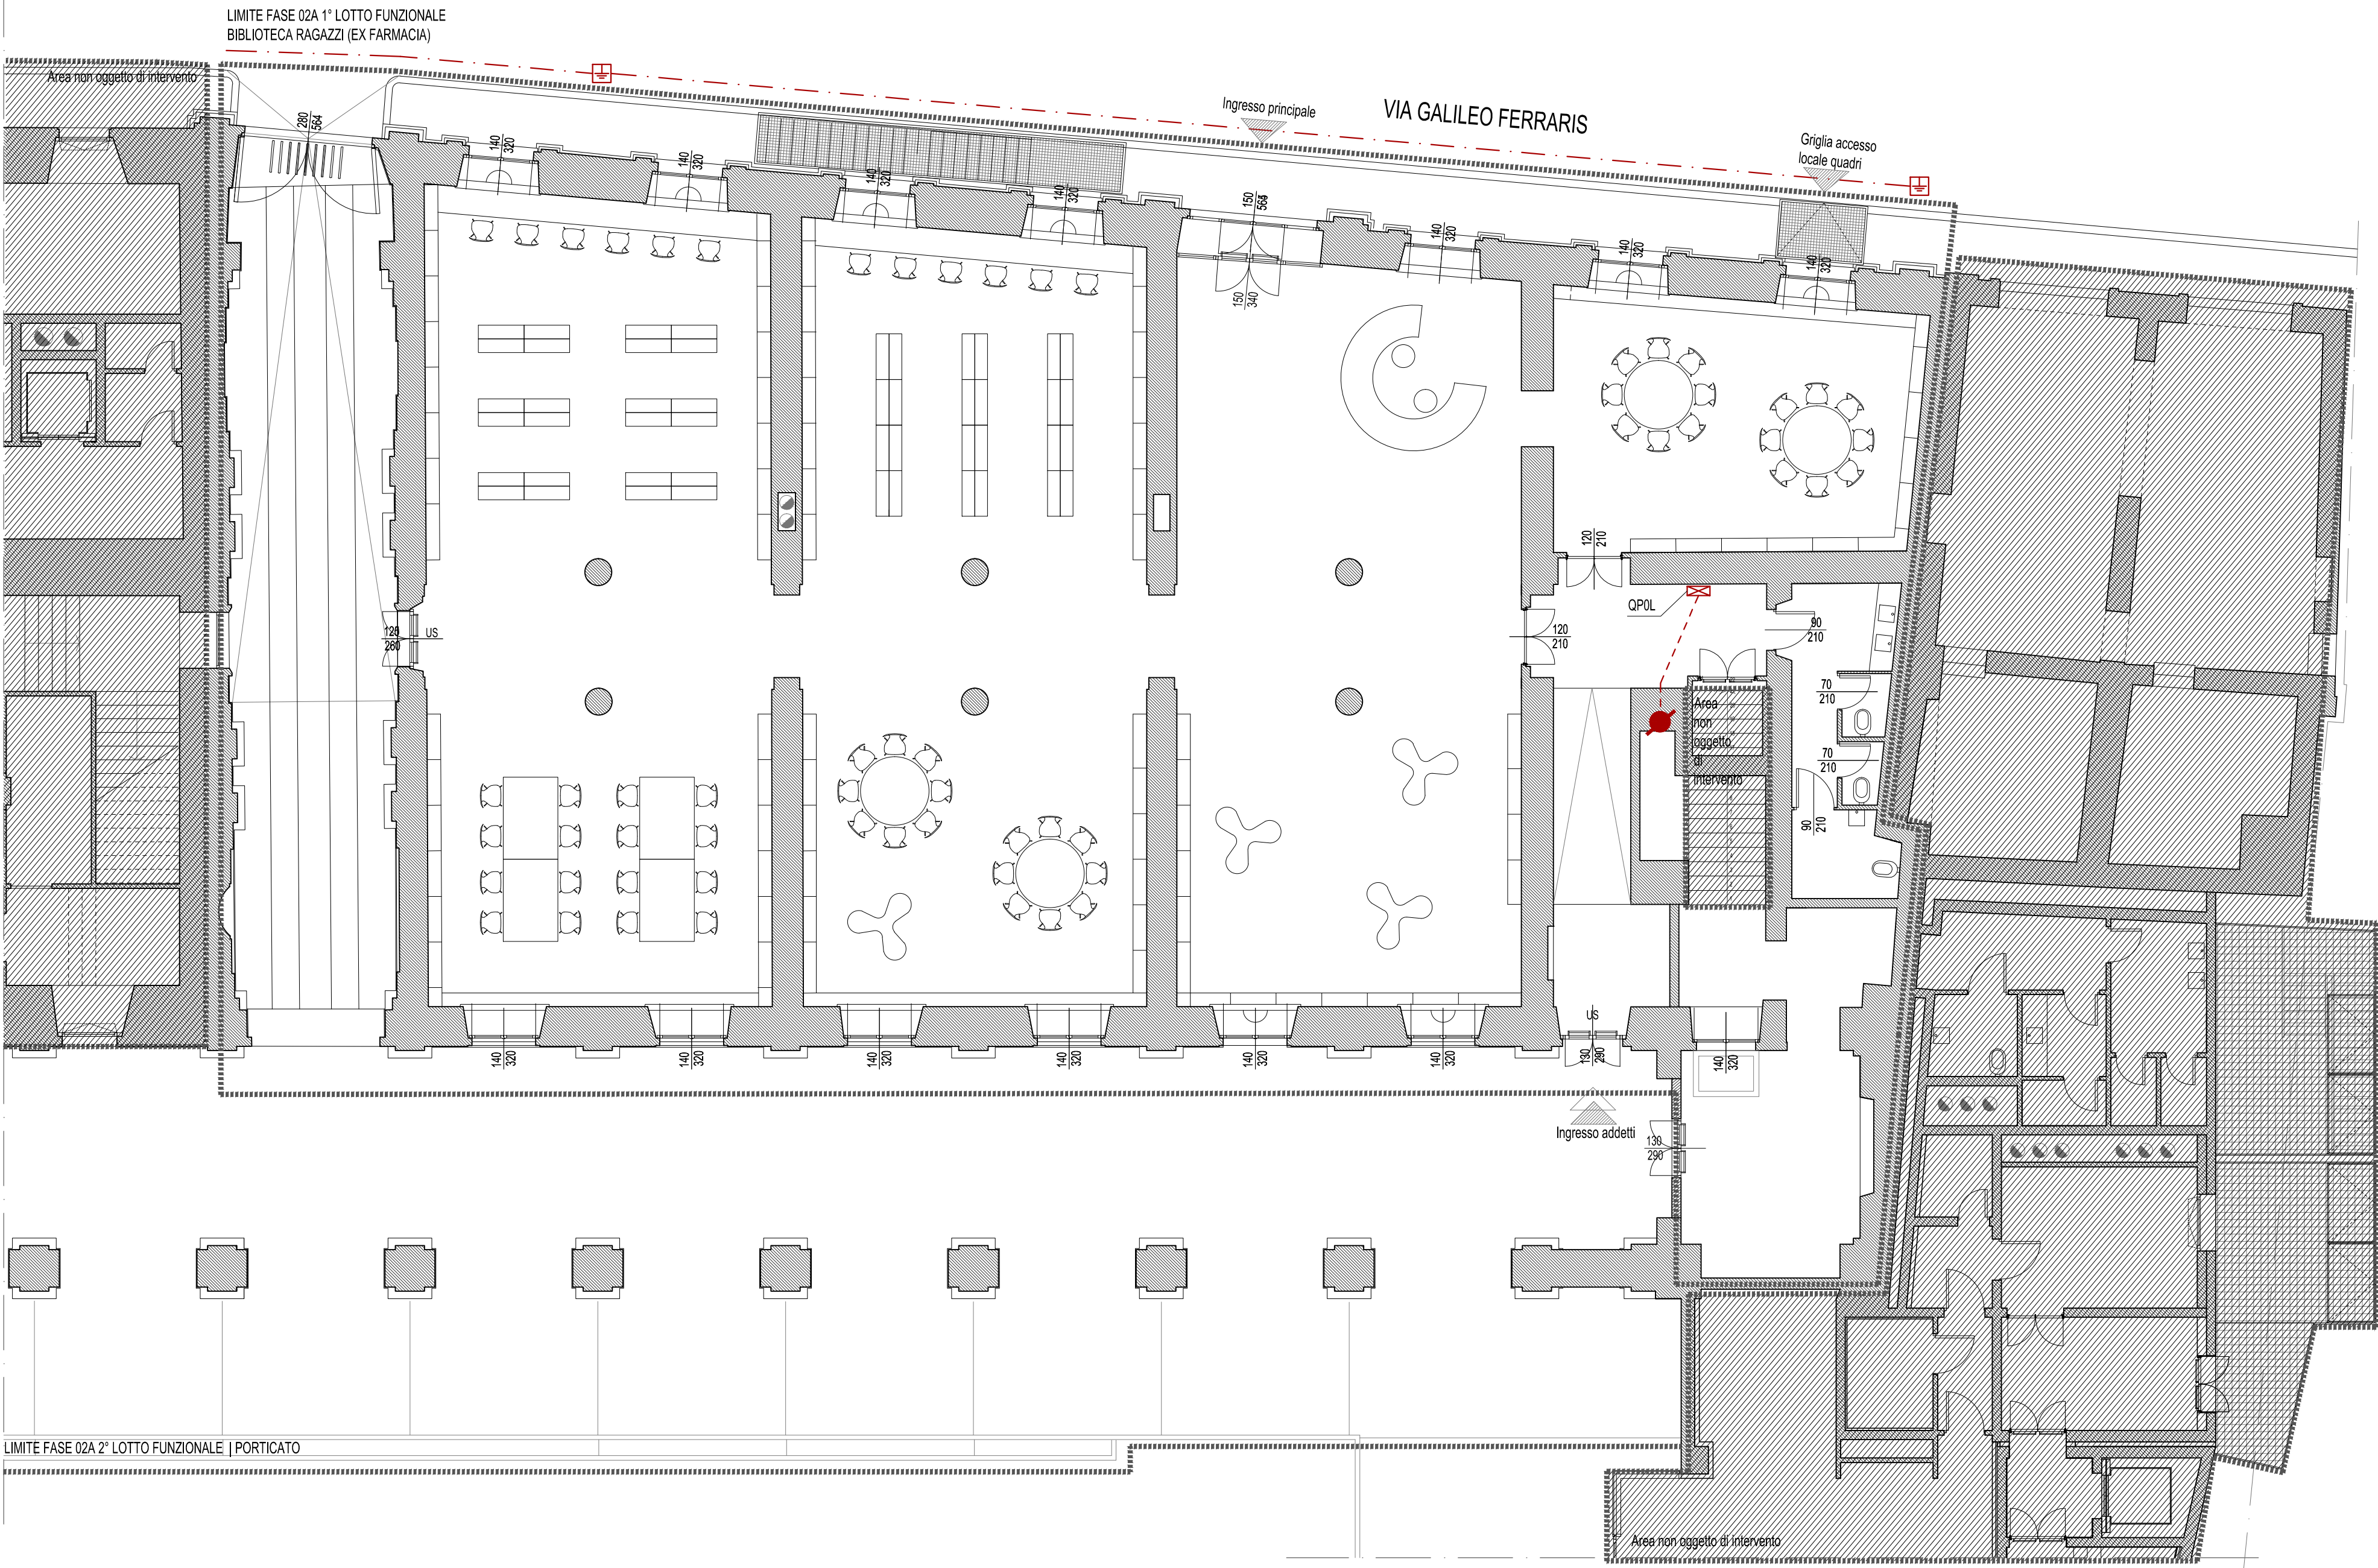 LIMITE FASE 02A 1° LOTTO FUNZIONALE
BIBLIOTECA RAGAZZI (EX FARMACIA)
Area non oggetto di intervento
VIA GALILEO FERRARIS
Ingresso principale
Griglia accesso
locale quadri
280
564
140
320
140
320
140
320
140
320
150
564
150
340
140
320
140
320
140
320
120
210
QP0L
US
260
120
210
90
210
70
210
70
210
90
210
Area
non
oggetto
di
intervento
140
320
140
320
140
320
140
320
140
320
140
320
US
130
290
140
320
Ingresso addetti
130
290
LIMITE FASE 02A 2° LOTTO FUNZIONALE | PORTICATO
Area non oggetto di intervento